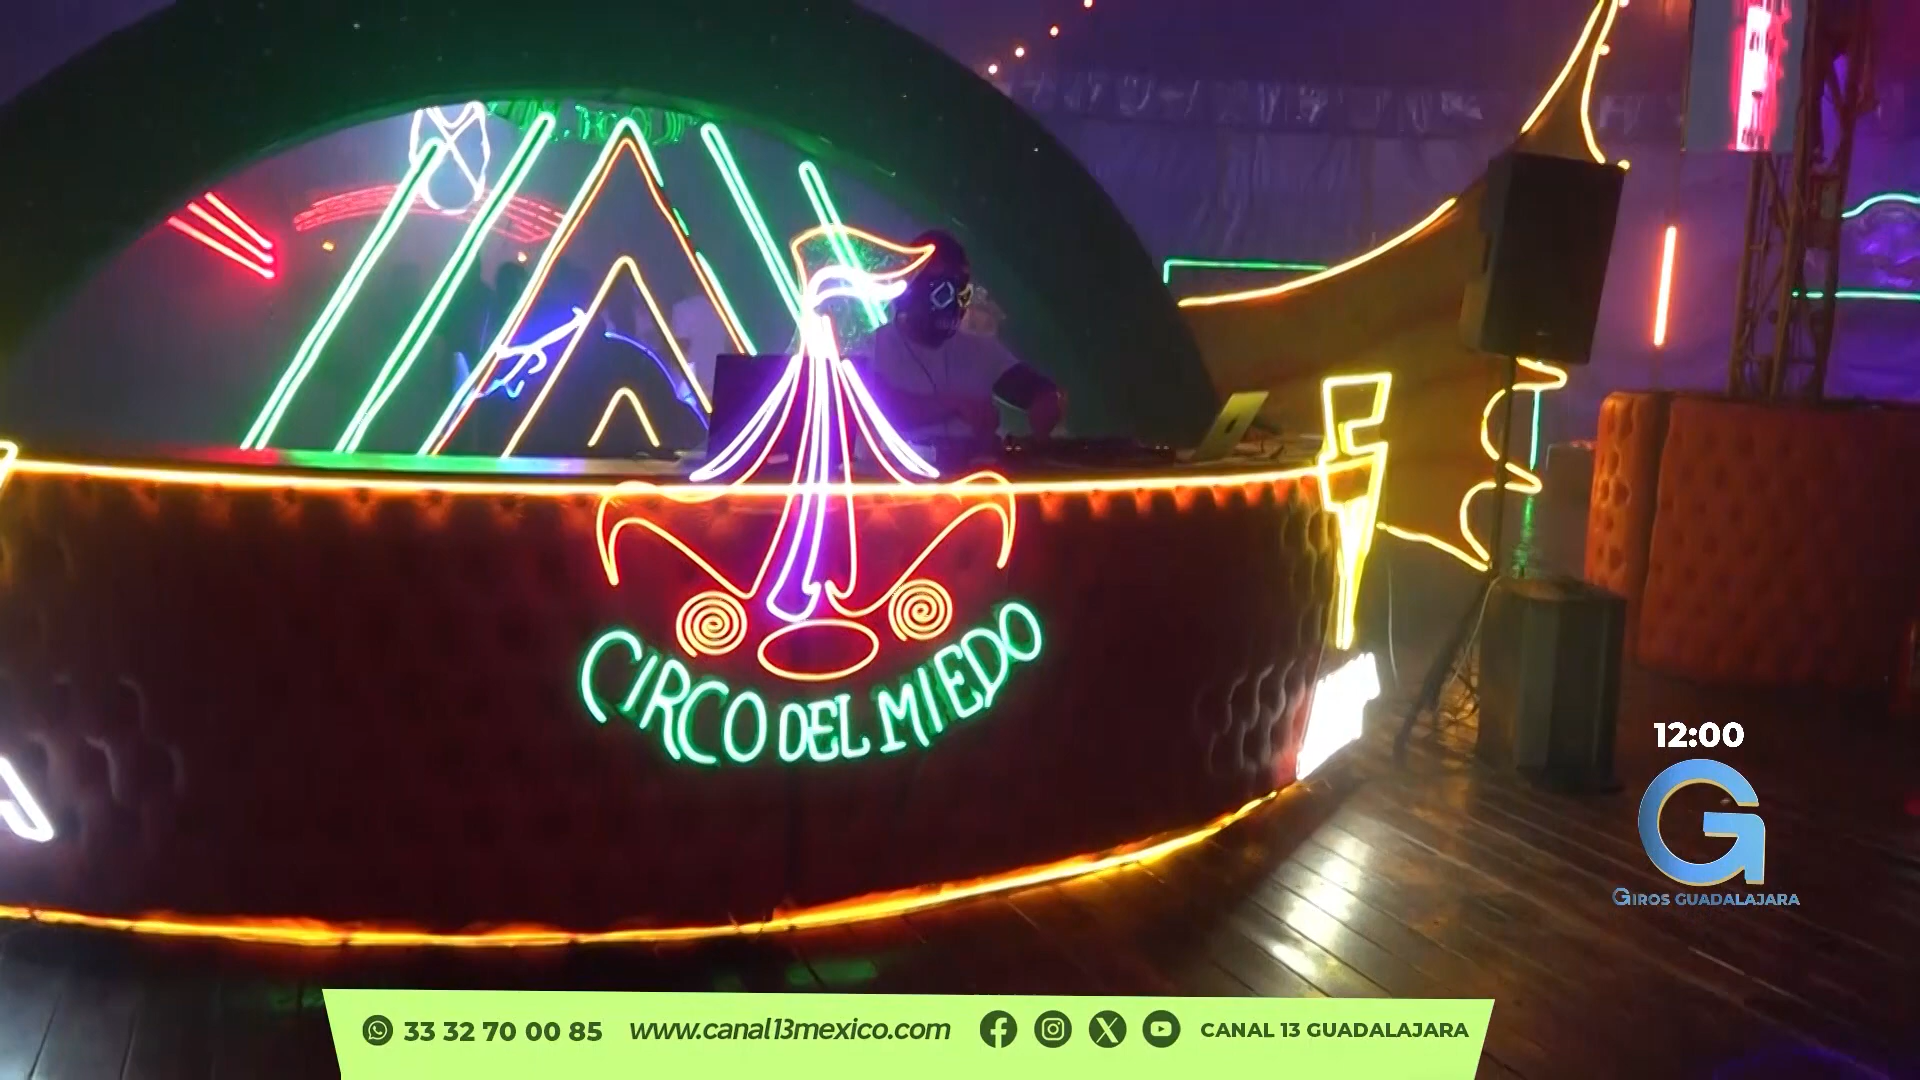 CIRCO DEL MIEDO
12:00
G
GIROS GUADALAJARA
33 32 70 00 85 www.canal13mexico.com CANAL 13 GUADALAJARA